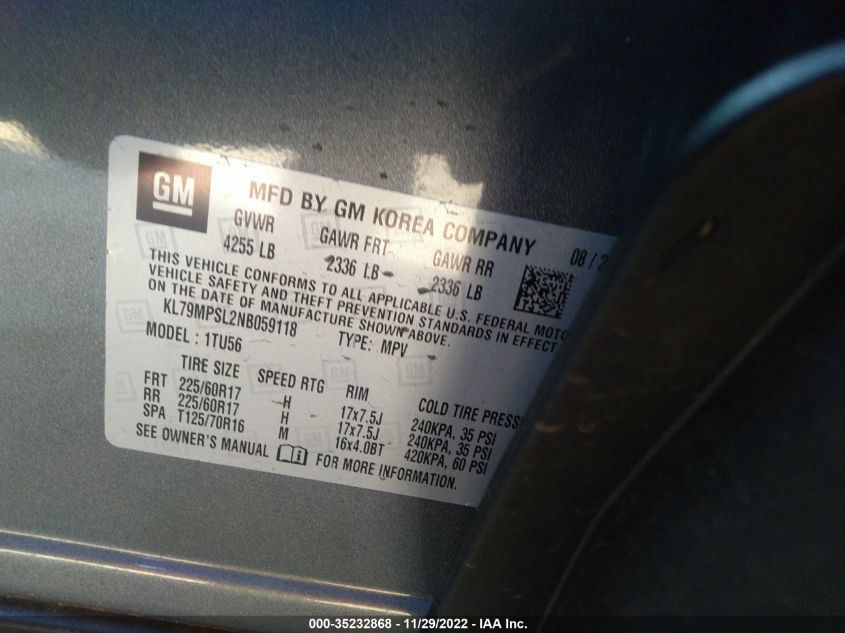 GM
MFD BY GM KOREA COMPANY
08/2
GVWR GAWR FRT GAWR RR
4255 LB 2336 LB 2336 LB
THIS VEHICLE CONFORMS TO ALL APPLICABLE U.S. FEDERAL MOTO
VEHICLE SAFETY AND THEFT PREVENTION STANDARDS IN EFFECT
ON THE DATE OF MANUFACTURE SHOWN ABOVE.
KL79MPSL2NB059118 TYPE: MPV
MODEL: 1TU56
TIRE SIZE SPEED RTG RIM COLD TIRE PRESS
FRT 225/60R17 H 17x7.5J 240KPA, 35 PSI
RR 225/60R17 H 17x7.5J 240KPA, 35 PSI
SPA T125/70R16 M 16x4.0BT 420KPA, 60 PSI
SEE OWNER'S MANUAL FOR MORE INFORMATION.
000-35232868 - 11/29/2022 - IAA Inc.